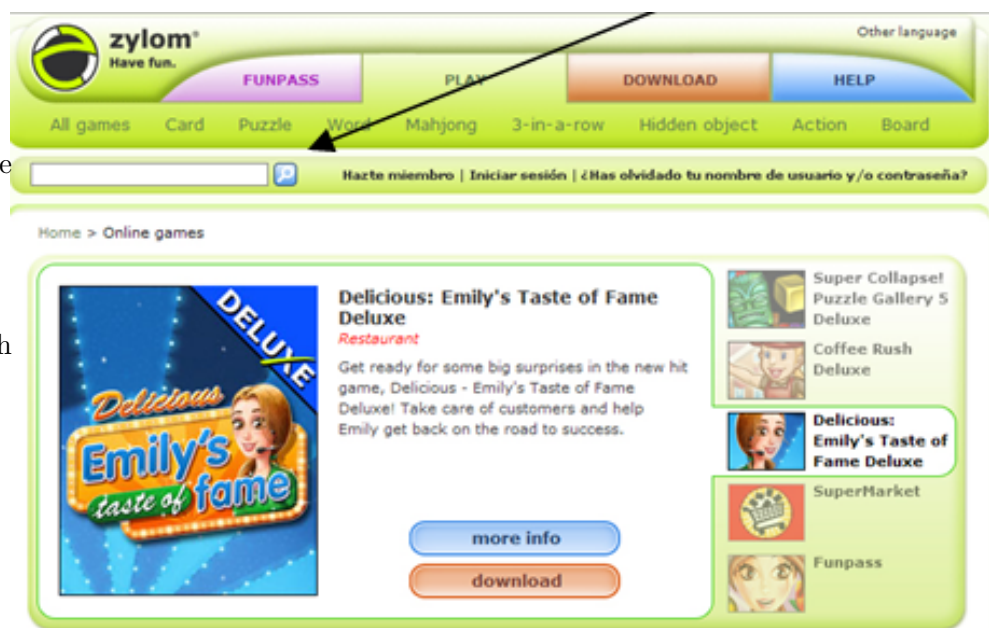 Other language
zylom®
Have fun.
FUNPASS PLAY DOWNLOAD HELP
All games Card Puzzle Word Mahjong 3-in-a-row Hidden object Action Board
e
Hazte miembro | Iniciar sesión | ¿Has olvidado tu nombre de usuario y/o contraseña?
Home > Online games
DELUXE
Delicious
Emily's
taste of fame
Delicious: Emily's Taste of Fame
Deluxe
Restaurant
h
Get ready for some big surprises in the new hit
game, Delicious - Emily's Taste of Fame
Deluxe! Take care of customers and help
Emily get back on the road to success.
more info
download
Super Collapse!
Puzzle Gallery 5
Deluxe
Coffee Rush
Deluxe
Delicious:
Emily's Taste of
Fame Deluxe
SuperMarket
Funpass